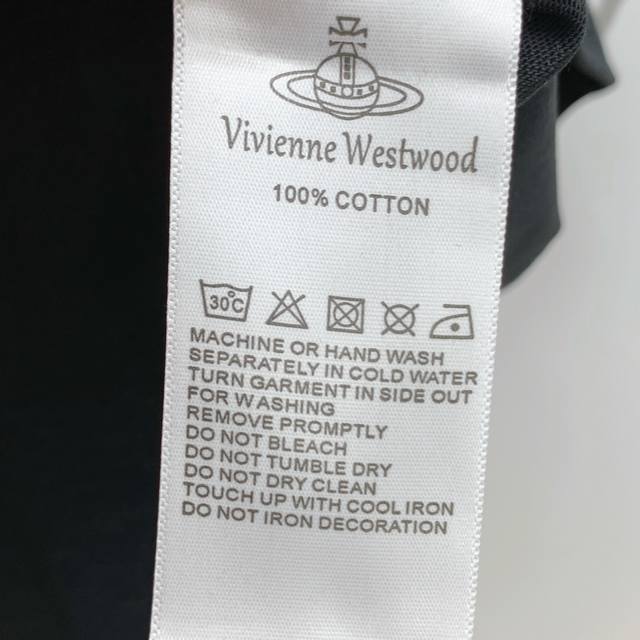 Vivienne Westwood
100% COTTON
30°C
MACHINE OR HAND WASH
SEPARATELY IN COLD WATER
TURN GARMENT IN SIDE OUT
FOR WASHING
REMOVE PROMPTLY
DO NOT BLEACH
DO NOT TUMBLE DRY
DO NOT DRY CLEAN
TOUCH UP WITH COOL IRON
DO NOT IRON DECORATION